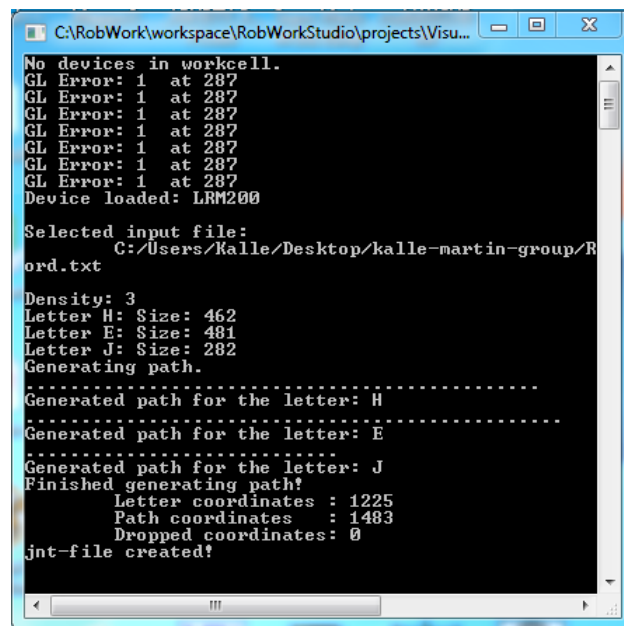 C:\RobWork\workspace\RobWorkStudio\projects\Visu...
No devices in workcell.
GL Error: 1  at 287
GL Error: 1  at 287
GL Error: 1  at 287
GL Error: 1  at 287
GL Error: 1  at 287
GL Error: 1  at 287
GL Error: 1  at 287
Device loaded: LRM200
Selected input file:
C:/Users/Kalle/Desktop/kalle-martin-group/R
ord.txt
Density: 3
Letter H: Size: 462
Letter E: Size: 481
Letter J: Size: 282
Generating path.
..............................................
Generated path for the letter: H
................................................
Generated path for the letter: E
............................
Generated path for the letter: J
Finished generating path!
Letter coordinates : 1225
Path coordinates   : 1483
Dropped coordinates: 0
jnt-file created!